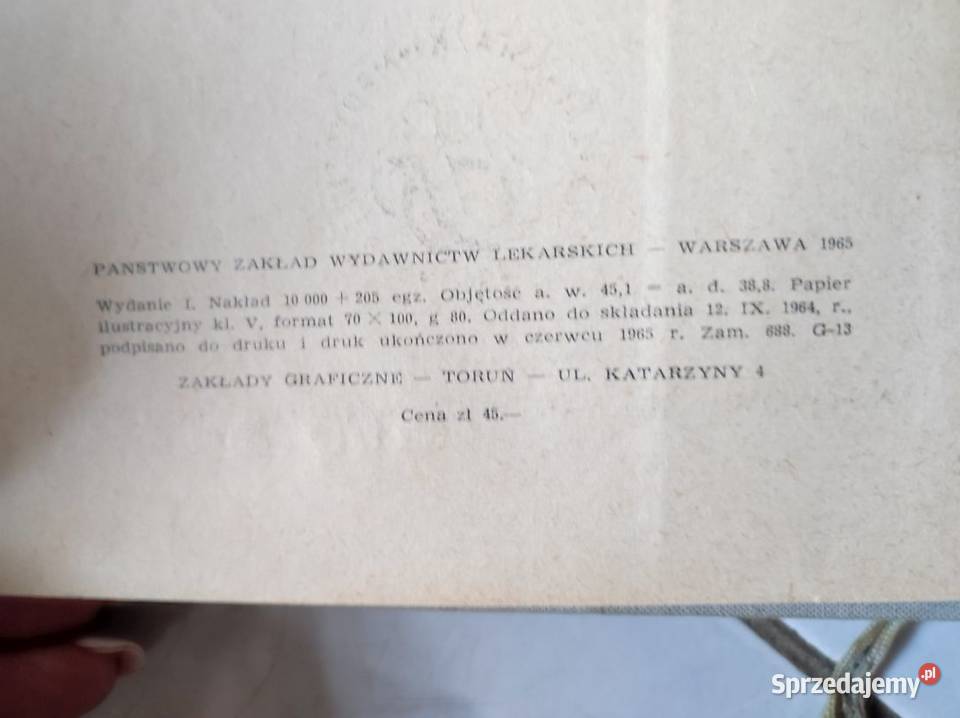 PAŃSTWOWY ZAKŁAD WYDAWNICTW LEKARSKICH — WARSZAWA 1965
Wydanie I. Nakład 10 000 + 205 egz. Objętość a. w. 45,1 — a. d. 38,8. Papier
ilustracyjny kl. V, format 70 × 100, g 80. Oddano do składania 12. IX. 1964, r.,
podpisano do druku i druk ukończono w czerwcu 1965 r. Zam. 688. G-13
ZAKŁADY GRAFICZNE — TORUŃ — UL. KATARZYNY 4
Cena zł 45.—
Sprzedajemy.pl